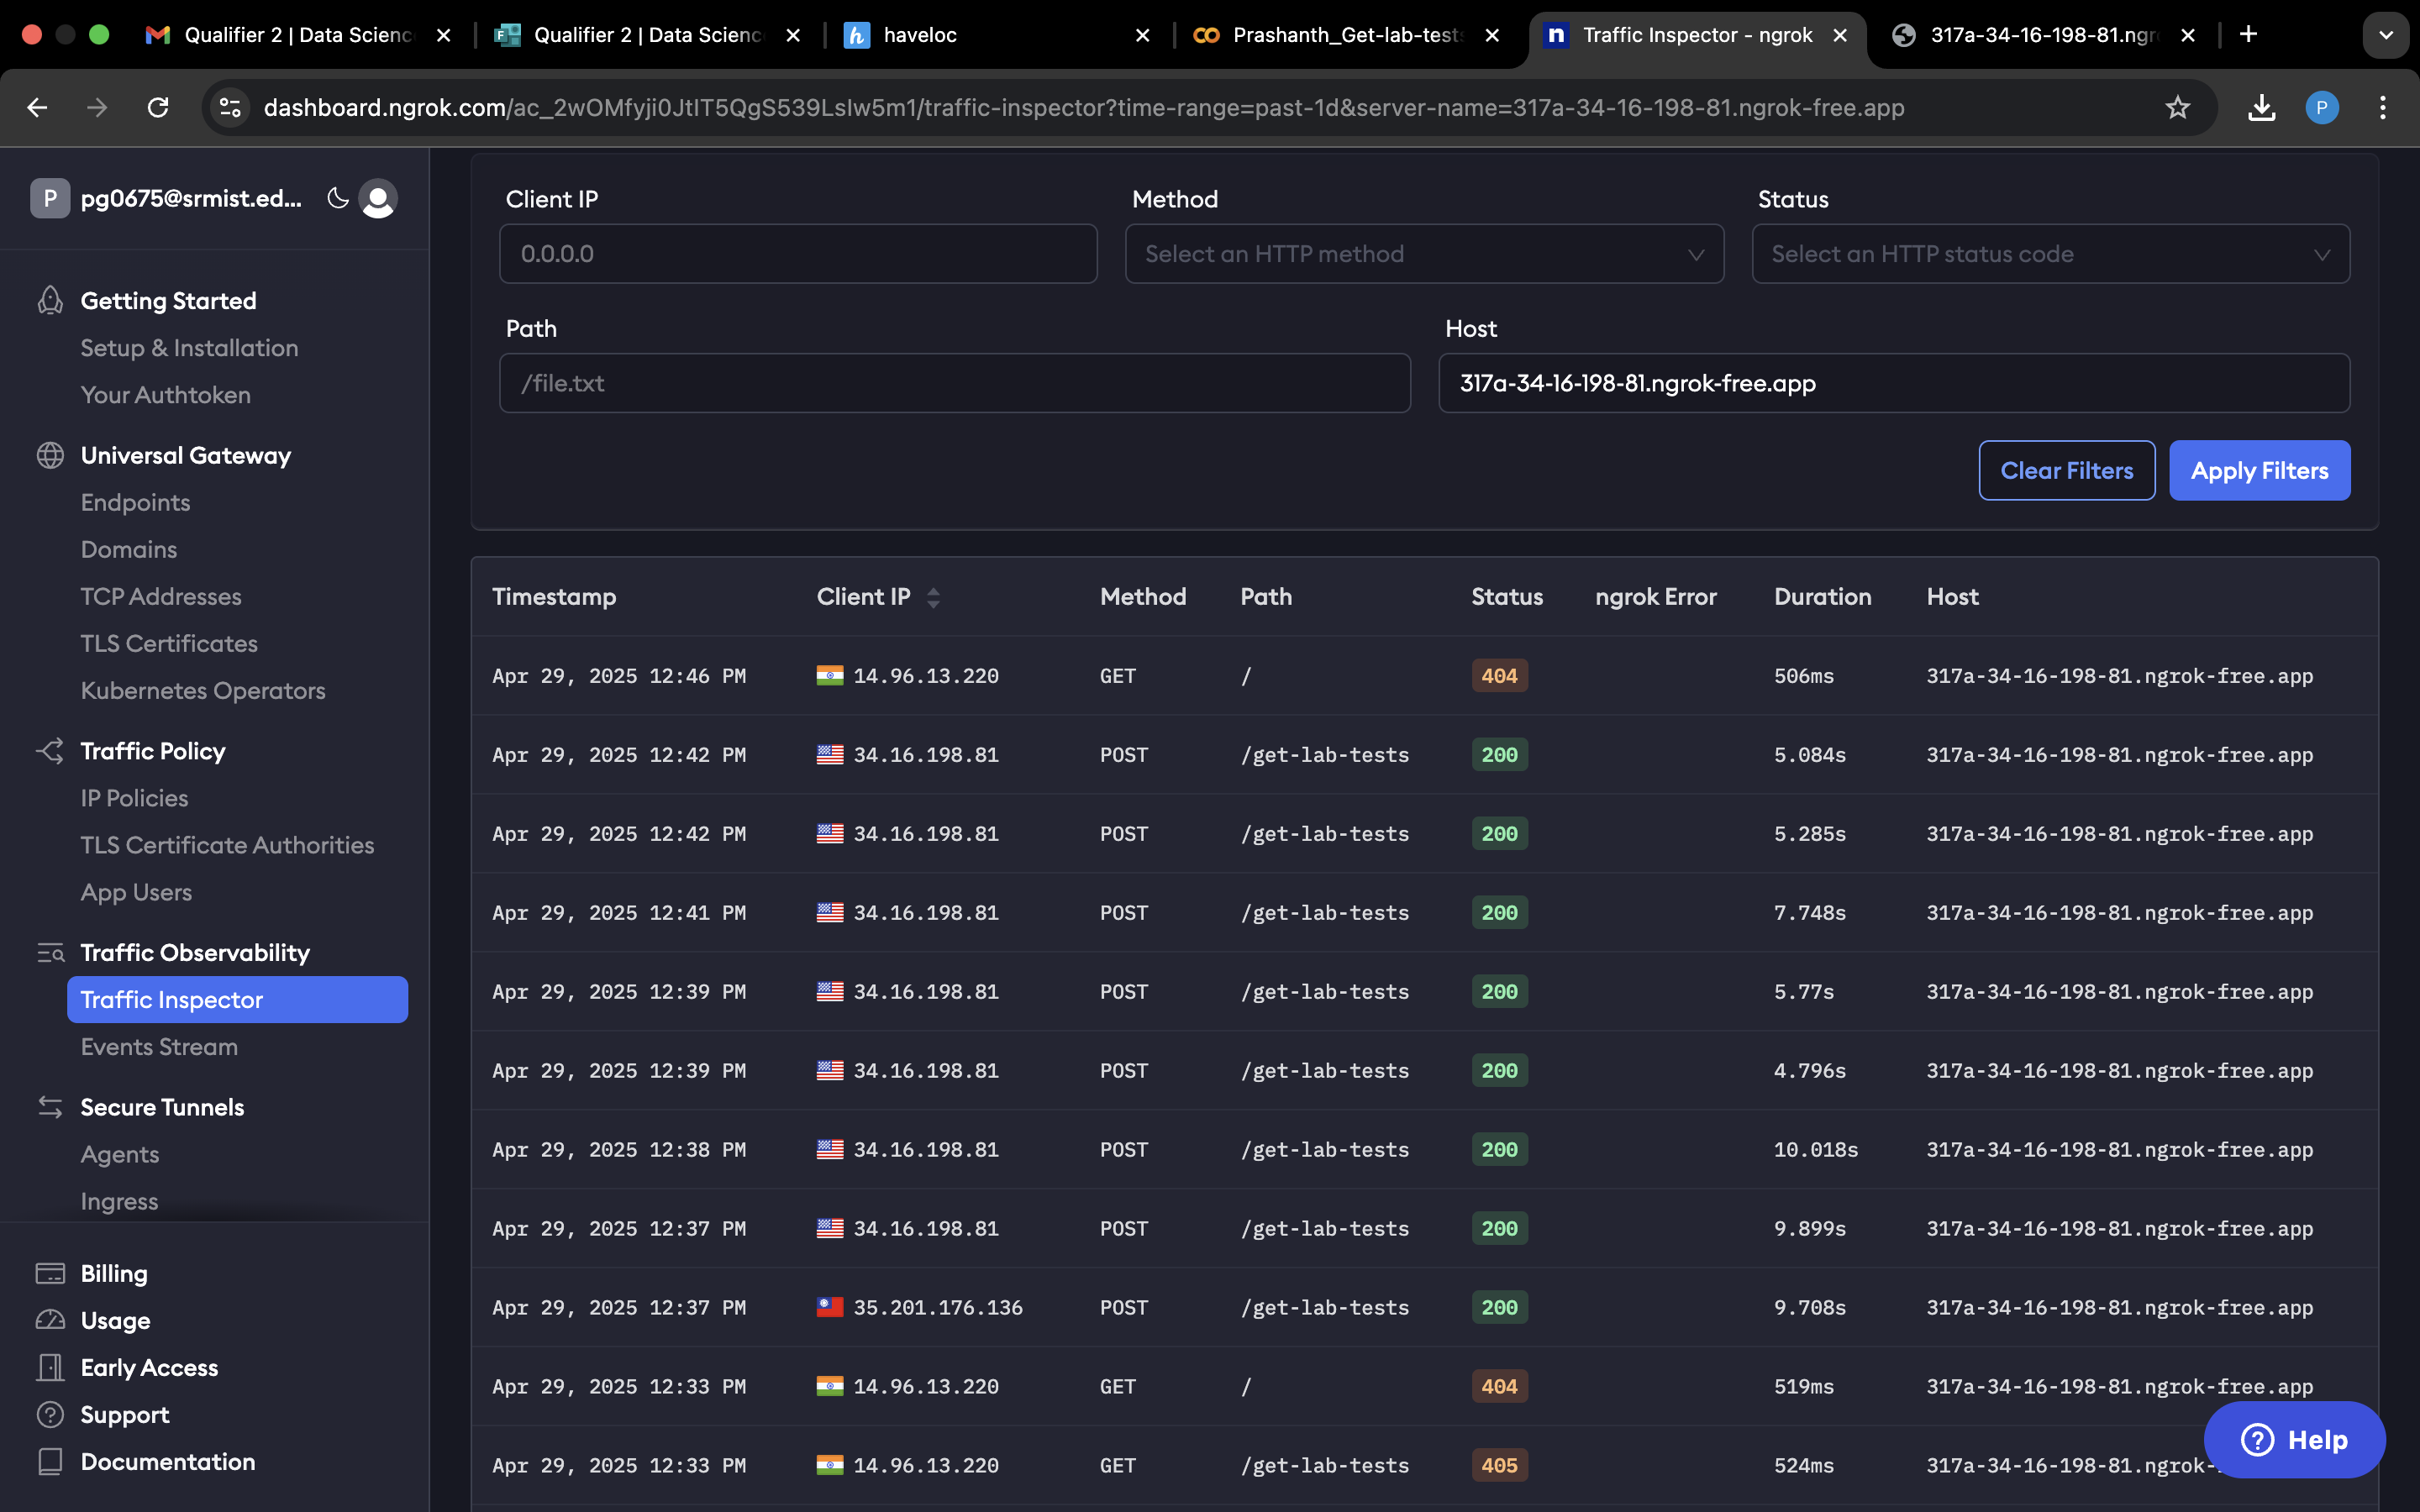 Qualifier 2 | Data Scienc
Qualifier 2 | Data Scienc
haveloc
Prashanth_Get-lab-tests
Traffic Inspector - ngrok
317a-34-16-198-81.ngr
dashboard.ngrok.com/ac_2wOMfyji0JtIT5QgS539LsIw5m1/traffic-inspector?time-range=past-1d&server-name=317a-34-16-198-81.ngrok-free.app
P
P pg0675@srmist.ed...
Getting Started
Setup & Installation
Your Authtoken
Universal Gateway
Endpoints
Domains
TCP Addresses
TLS Certificates
Kubernetes Operators
Traffic Policy
IP Policies
TLS Certificate Authorities
App Users
Traffic Observability
Traffic Inspector
Events Stream
Secure Tunnels
Agents
Ingress
Billing
Usage
Early Access
Support
Documentation
Client IP Method Status
0.0.0.0 Select an HTTP method Select an HTTP status code
Path Host
/file.txt 317a-34-16-198-81.ngrok-free.app
Clear Filters Apply Filters
Timestamp Client IP Method Path Status ngrok Error Duration Host
Apr 29, 2025 12:46 PM 14.96.13.220 GET / 404 506ms 317a-34-16-198-81.ngrok-free.app
Apr 29, 2025 12:42 PM 34.16.198.81 POST /get-lab-tests 200 5.084s 317a-34-16-198-81.ngrok-free.app
Apr 29, 2025 12:42 PM 34.16.198.81 POST /get-lab-tests 200 5.285s 317a-34-16-198-81.ngrok-free.app
Apr 29, 2025 12:41 PM 34.16.198.81 POST /get-lab-tests 200 7.748s 317a-34-16-198-81.ngrok-free.app
Apr 29, 2025 12:39 PM 34.16.198.81 POST /get-lab-tests 200 5.77s 317a-34-16-198-81.ngrok-free.app
Apr 29, 2025 12:39 PM 34.16.198.81 POST /get-lab-tests 200 4.796s 317a-34-16-198-81.ngrok-free.app
Apr 29, 2025 12:38 PM 34.16.198.81 POST /get-lab-tests 200 10.018s 317a-34-16-198-81.ngrok-free.app
Apr 29, 2025 12:37 PM 34.16.198.81 POST /get-lab-tests 200 9.899s 317a-34-16-198-81.ngrok-free.app
Apr 29, 2025 12:37 PM 35.201.176.136 POST /get-lab-tests 200 9.708s 317a-34-16-198-81.ngrok-free.app
Apr 29, 2025 12:33 PM 14.96.13.220 GET / 404 519ms 317a-34-16-198-81.ngrok-free.app
Apr 29, 2025 12:33 PM 14.96.13.220 GET /get-lab-tests 405 524ms 317a-34-16-198-81.ngrok-
Help